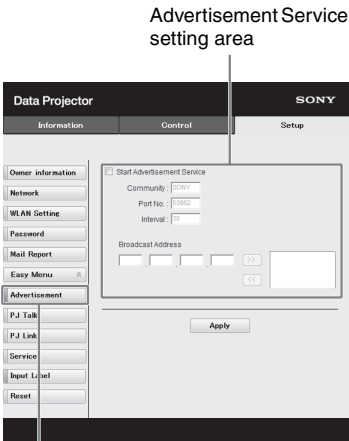 Advertisement Service
setting area
Data Projector
SONY
Information
Control
Setup
Owner information
Network
WLAN Setting
Password
Mail Report
Easy Menu
Advertisement
PJ Talk
PJ Link
Service
Input Label
Reset
Start Advertisement Service
Community: SONY
Port No.: 53862
Interval: 30
Broadcast Address
. . .
>>
<<
Apply